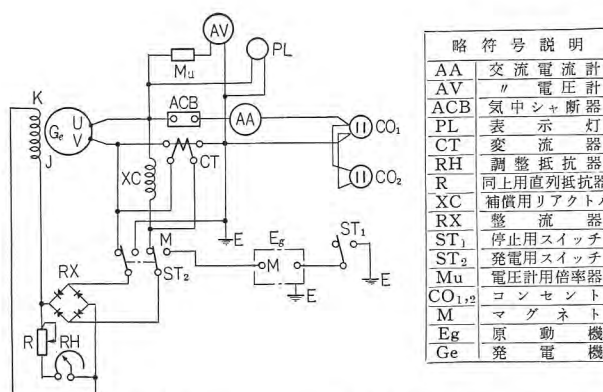 AV
Mu
PL
K
U
Ge
V
J
ACB
AA
CO₁
CT
XC
CO₂
E
M
ST₂
Eg
M
E
ST₁
E
RX
R
RH
略符号説明
AA 交流電流計
AV 〃 電圧計
ACB 気中シャ断器
PL 表示灯
CT 変流器
RH 調整抵抗器
R 同上用直列抵抗器
XC 補償用リアクトル
RX 整流器
ST₁ 停止用スイッチ
ST₂ 発電用スイッチ
Mu 電圧計用倍率器
CO₁,₂ コンセント
M マグネト
Eg 原動機
Ge 発電機